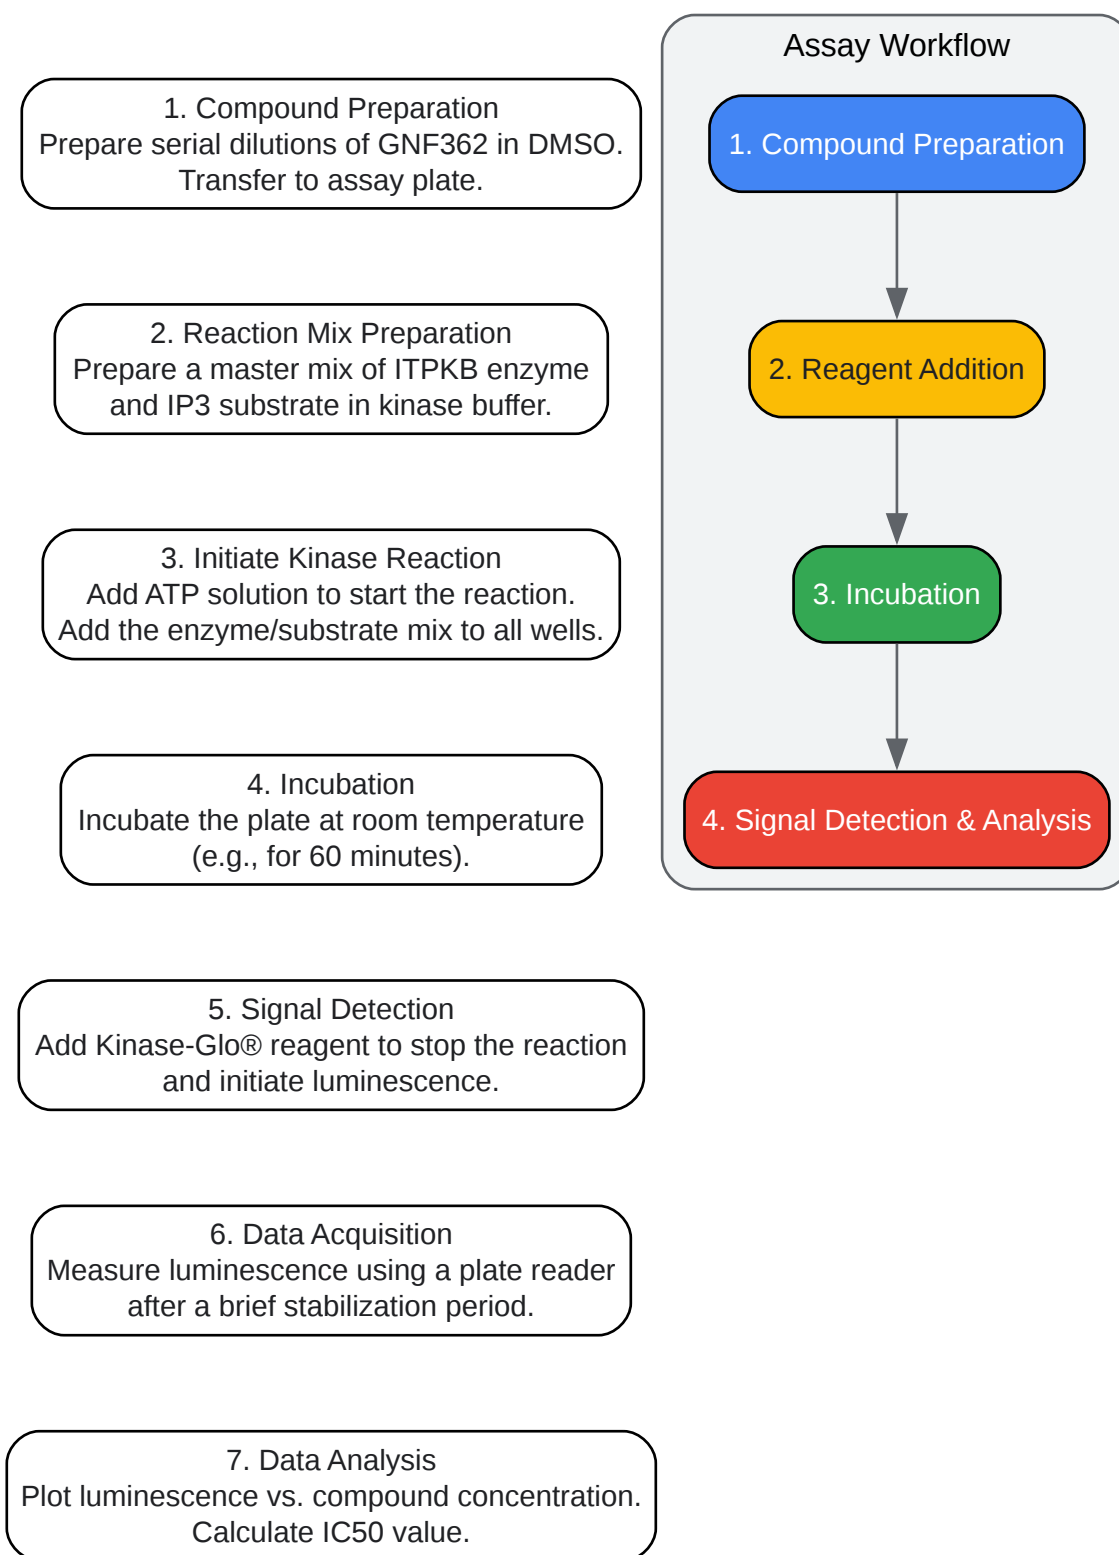 1. Compound Preparation
Prepare serial dilutions of GNF362 in DMSO.
Transfer to assay plate.
2. Reaction Mix Preparation
Prepare a master mix of ITPKB enzyme
and IP3 substrate in kinase buffer.
3. Initiate Kinase Reaction
Add ATP solution to start the reaction.
Add the enzyme/substrate mix to all wells.
4. Incubation
Incubate the plate at room temperature
(e.g., for 60 minutes).
5. Signal Detection
Add Kinase-Glo® reagent to stop the reaction
and initiate luminescence.
6. Data Acquisition
Measure luminescence using a plate reader
after a brief stabilization period.
7. Data Analysis
Plot luminescence vs. compound concentration.
Calculate IC50 value.
Assay Workflow
1. Compound Preparation
2. Reagent Addition
3. Incubation
4. Signal Detection & Analysis